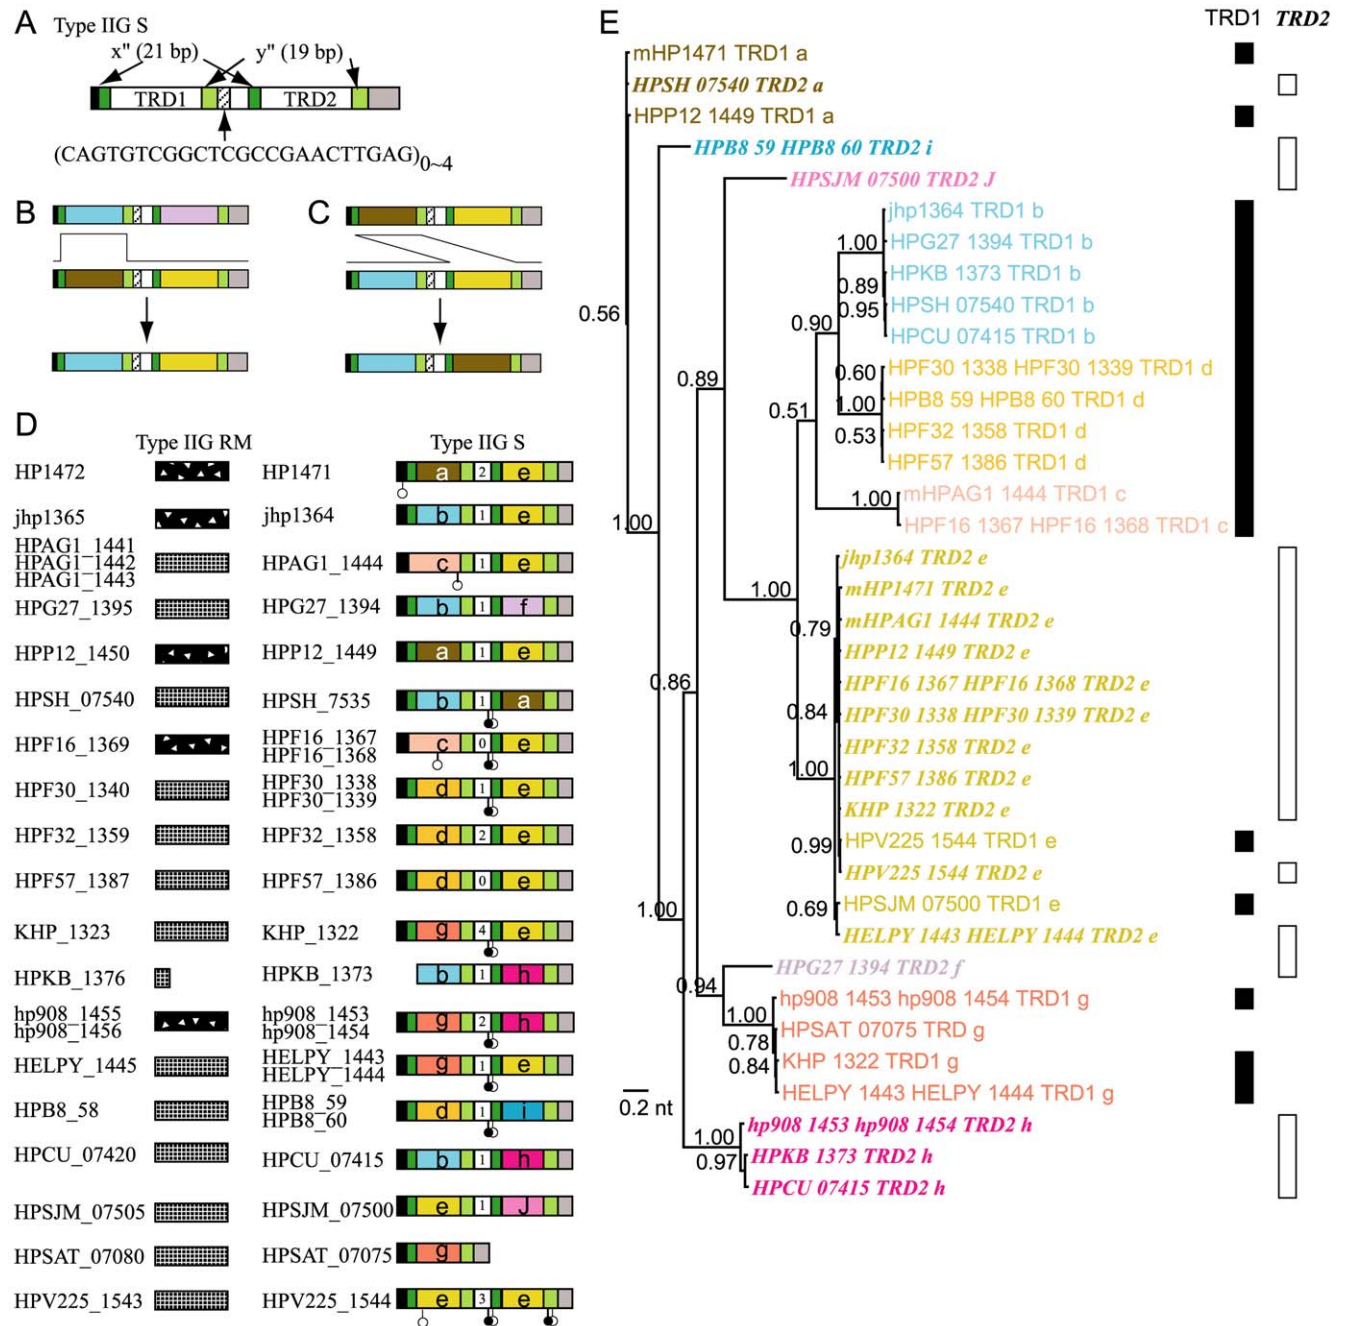 A
Type IIG S
x" (21 bp)
y" (19 bp)
TRD1
TRD2
(CAGTGTCGGCTCGCCGAACTTGAG)0~4
B
C
D
Type IIG RM
Type IIG S
HP1472
HP1471
a 2 e
jhp1365
jhp1364
b 1 e
HPAG1_1441
HPAG1_1442
HPAG1_1443
HPAG1_1444
c 1 e
HPG27_1395
HPG27_1394
b 1 f
HPP12_1450
HPP12_1449
a 1 e
HPSH_07540
HPSH_7535
b 1 a
HPF16_1369
HPF16_1367
HPF16_1368
c 0 e
HPF30_1340
HPF30_1338
HPF30_1339
d 1 e
HPF32_1359
HPF32_1358
d 2 e
HPF57_1387
HPF57_1386
d 0 e
KHP_1323
KHP_1322
g 4 e
HPKB_1376
HPKB_1373
b 1 h
hp908_1455
hp908_1456
hp908_1453
hp908_1454
g 2 h
HELPY_1445
HELPY_1443
HELPY_1444
g 1 e
HPB8_58
HPB8_59
HPB8_60
d 1 i
HPCU_07420
HPCU_07415
b 1 h
HPSJM_07505
HPSJM_07500
e 1 J
HPSAT_07080
HPSAT_07075
g
HPV225_1543
HPV225_1544
e 3 e
E
TRD1 TRD2
mHP1471 TRD1 a
HPSH 07540 TRD2 a
HPP12 1449 TRD1 a
HPB8 59 HPB8 60 TRD2 i
HPSJM 07500 TRD2 J
jhp1364 TRD1 b
HPG27 1394 TRD1 b
HPKB 1373 TRD1 b
HPSH 07540 TRD1 b
HPCU 07415 TRD1 b
HPF30 1338 HPF30 1339 TRD1 d
HPB8 59 HPB8 60 TRD1 d
HPF32 1358 TRD1 d
HPF57 1386 TRD1 d
mHPAG1 1444 TRD1 c
HPF16 1367 HPF16 1368 TRD1 c
jhp1364 TRD2 e
mHP1471 TRD2 e
mHPAG1 1444 TRD2 e
HPP12 1449 TRD2 e
HPF16 1367 HPF16 1368 TRD2 e
HPF30 1338 HPF30 1339 TRD2 e
HPF32 1358 TRD2 e
HPF57 1386 TRD2 e
KHP 1322 TRD2 e
HPV225 1544 TRD1 e
HPV225 1544 TRD2 e
HPSJM 07500 TRD1 e
HELPY 1443 HELPY 1444 TRD2 e
HPG27 1394 TRD2 f
hp908 1453 hp908 1454 TRD1 g
HPSAT 07075 TRD g
KHP 1322 TRD1 g
HELPY 1443 HELPY 1444 TRD1 g
hp908 1453 hp908 1454 TRD2 h
HPKB 1373 TRD2 h
HPCU 07415 TRD2 h
1.00
0.89
0.95
0.56
0.90
0.60
0.89
1.00
0.51
0.53
1.00
1.00
1.00
0.79
0.86
0.84
1.00
0.99
0.69
1.00
0.94
1.00
0.78
0.84
0.2 nt
1.00
0.97